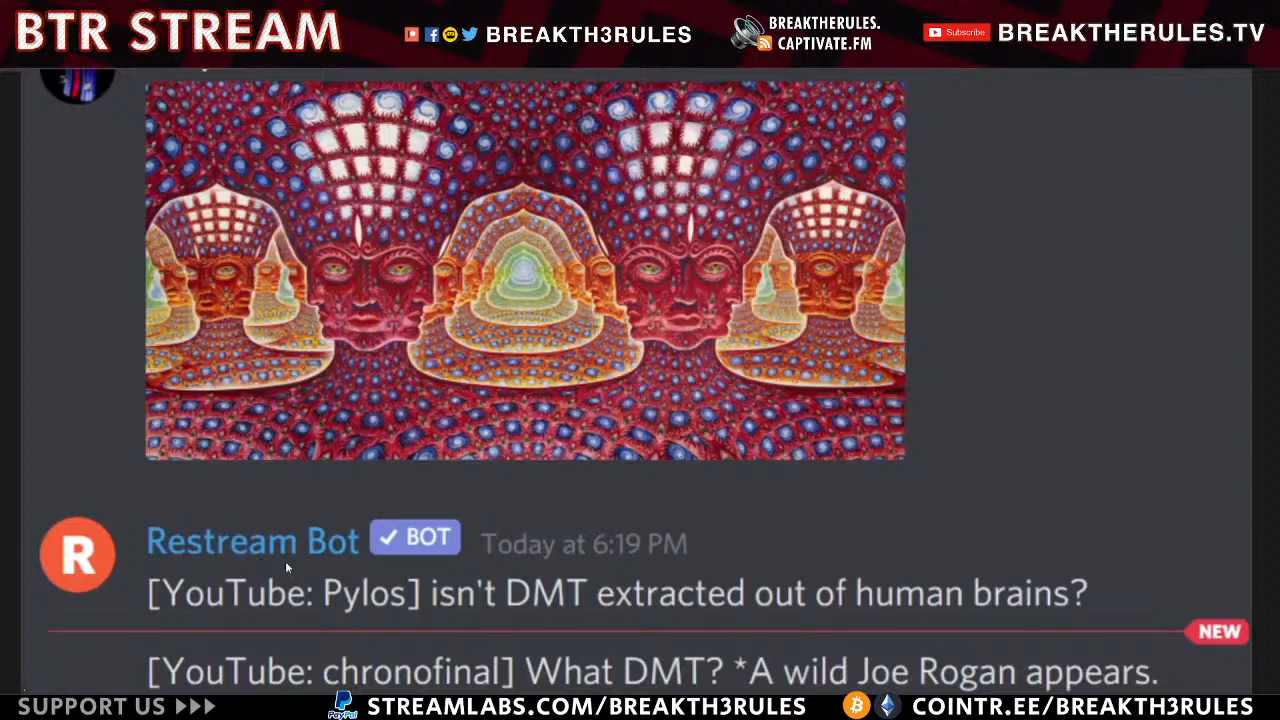 BTR STREAM
BREAKTH3RULES
BREAKTHERULES.
CAPTIVATE.FM
Subscribe
BREAKTHERULES.TV
R
Restream Bot ✓ BOT Today at 6:19 PM
[YouTube: Pylos] isn't DMT extracted out of human brains?
NEW
[YouTube: chronofinal] What DMT? *A wild Joe Rogan appears.
SUPPORT US >>>
PayPal
STREAMLABS.COM/BREAKTH3RULES
COINTR.EE/BREAKTH3RULES